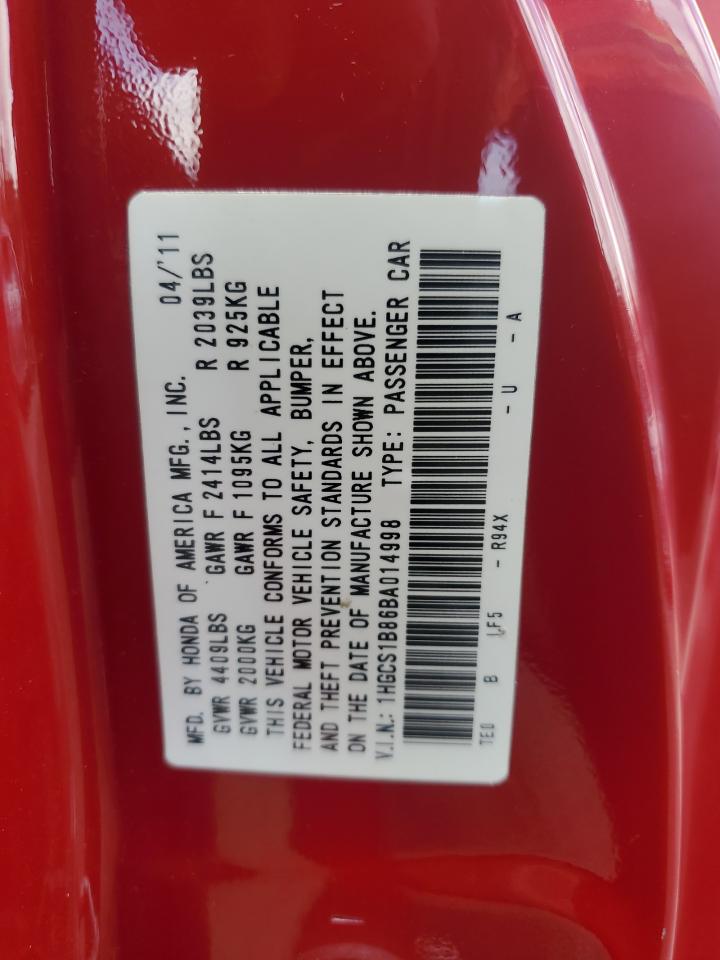 MFD. BY HONDA OF AMERICA MFG., INC. 04/'11
GVWR 4409LBS GAWR F 2414LBS R 2039LBS
GVWR 2000KG GAWR F 1095KG R 925KG
THIS VEHICLE CONFORMS TO ALL APPLICABLE
FEDERAL MOTOR VEHICLE SAFETY, BUMPER,
AND THEFT PREVENTION STANDARDS IN EFFECT
ON THE DATE OF MANUFACTURE SHOWN ABOVE.
V.I.N.: 1HGCS1B86BA014998 TYPE: PASSENGER CAR
TE0 B LF5 - R94X - U - A